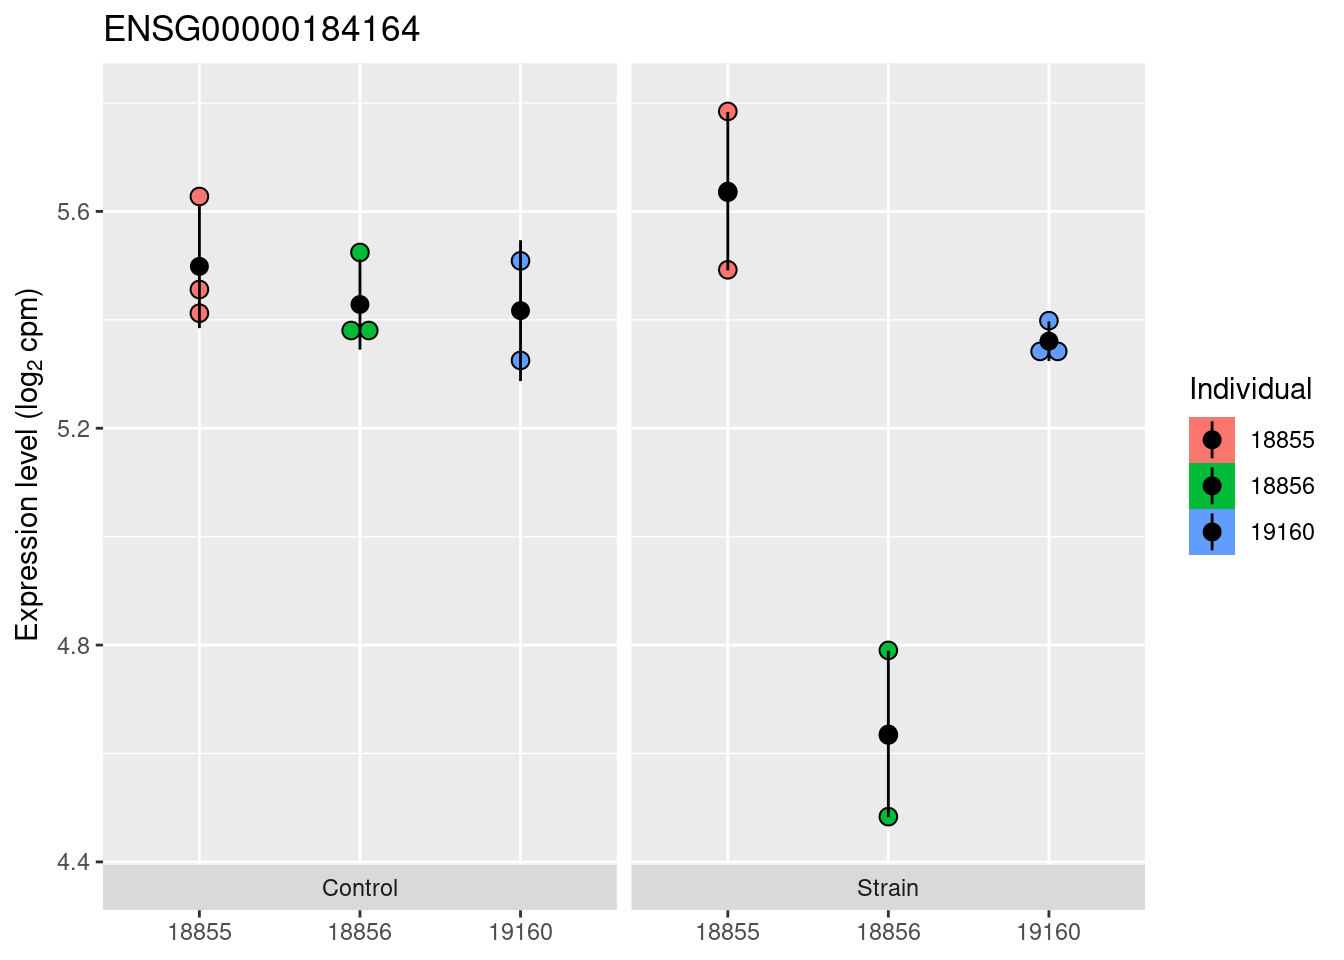 ENSG00000184164
Expression level (log2 cpm)
5.6
5.2
4.8
4.4
Control
Strain
18855
18856
19160
18855
18856
19160
Individual
18855
18856
19160